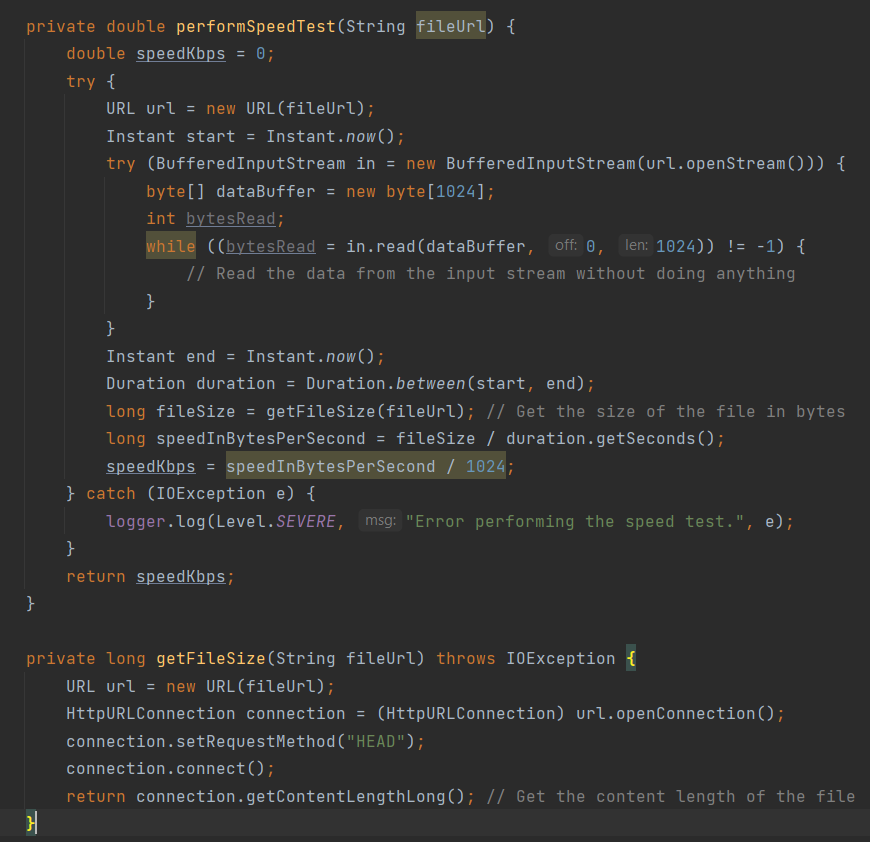 private double performSpeedTest(String fileUrl) {
    double speedKbps = 0;
    try {
        URL url = new URL(fileUrl);
        Instant start = Instant.now();
        try (BufferedInputStream in = new BufferedInputStream(url.openStream())) {
            byte[] dataBuffer = new byte[1024];
            int bytesRead;
            while ((bytesRead = in.read(dataBuffer, off: 0, len: 1024)) != -1) {
                // Read the data from the input stream without doing anything
            }
        }
        Instant end = Instant.now();
        Duration duration = Duration.between(start, end);
        long fileSize = getFileSize(fileUrl); // Get the size of the file in bytes
        long speedInBytesPerSecond = fileSize / duration.getSeconds();
        speedKbps = speedInBytesPerSecond / 1024;
    } catch (IOException e) {
        logger.log(Level.SEVERE, msg: "Error performing the speed test.", e);
    }
    return speedKbps;
}

private long getFileSize(String fileUrl) throws IOException {
    URL url = new URL(fileUrl);
    HttpURLConnection connection = (HttpURLConnection) url.openConnection();
    connection.setRequestMethod("HEAD");
    connection.connect();
    return connection.getContentLengthLong(); // Get the content length of the file
}